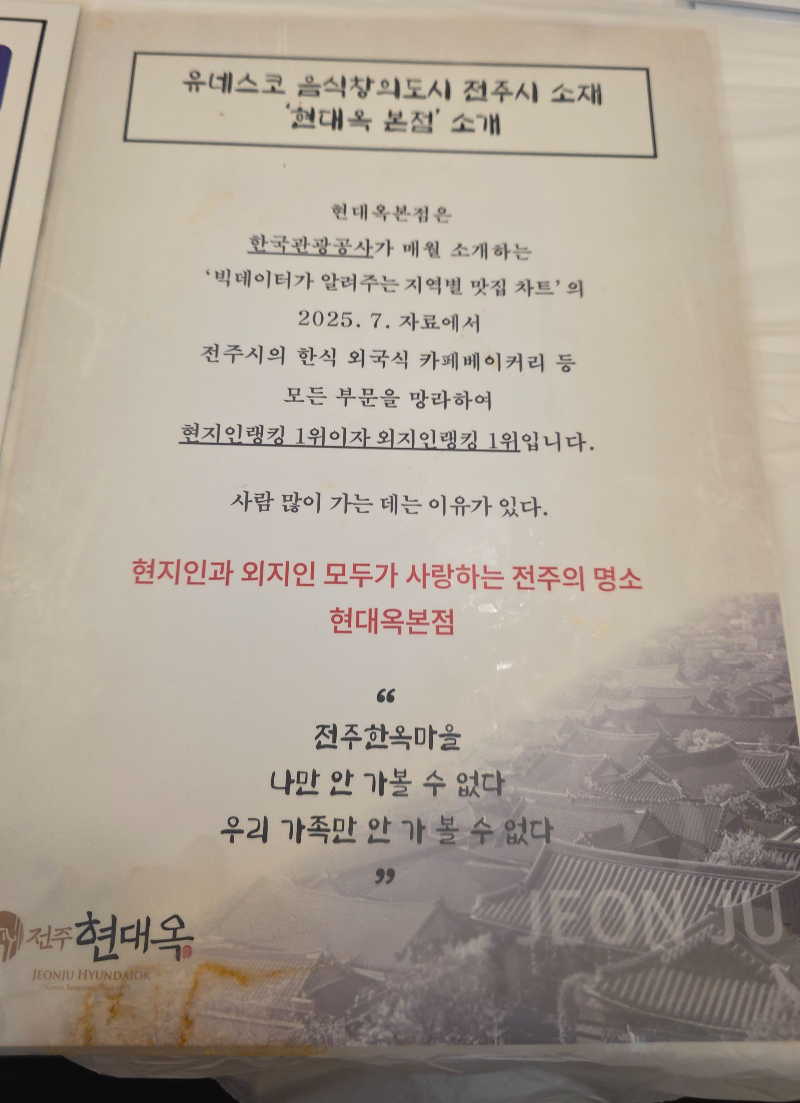 유네스코 음식창의도시 전주시 소재
'현대옥 본점' 소개
현대옥본점은
한국관광공사가 매월 소개하는
'빅데이터가 알려주는 지역별 맛집 차트'의
2025. 7. 자료에서
전주시의 한식 외국식 카페베이커리 등
모든 부문을 망라하여
현지인랭킹 1위이자 외지인랭킹 1위입니다.
사람 많이 가는 데는 이유가 있다.
현지인과 외지인 모두가 사랑하는 전주의 명소
현대옥본점
“
전주한옥마을
나만 안 가볼 수 없다
우리 가족만 안 가 볼 수 없다
”
JEON JU
전주 현대옥
JEONJU HYUNDAIOK